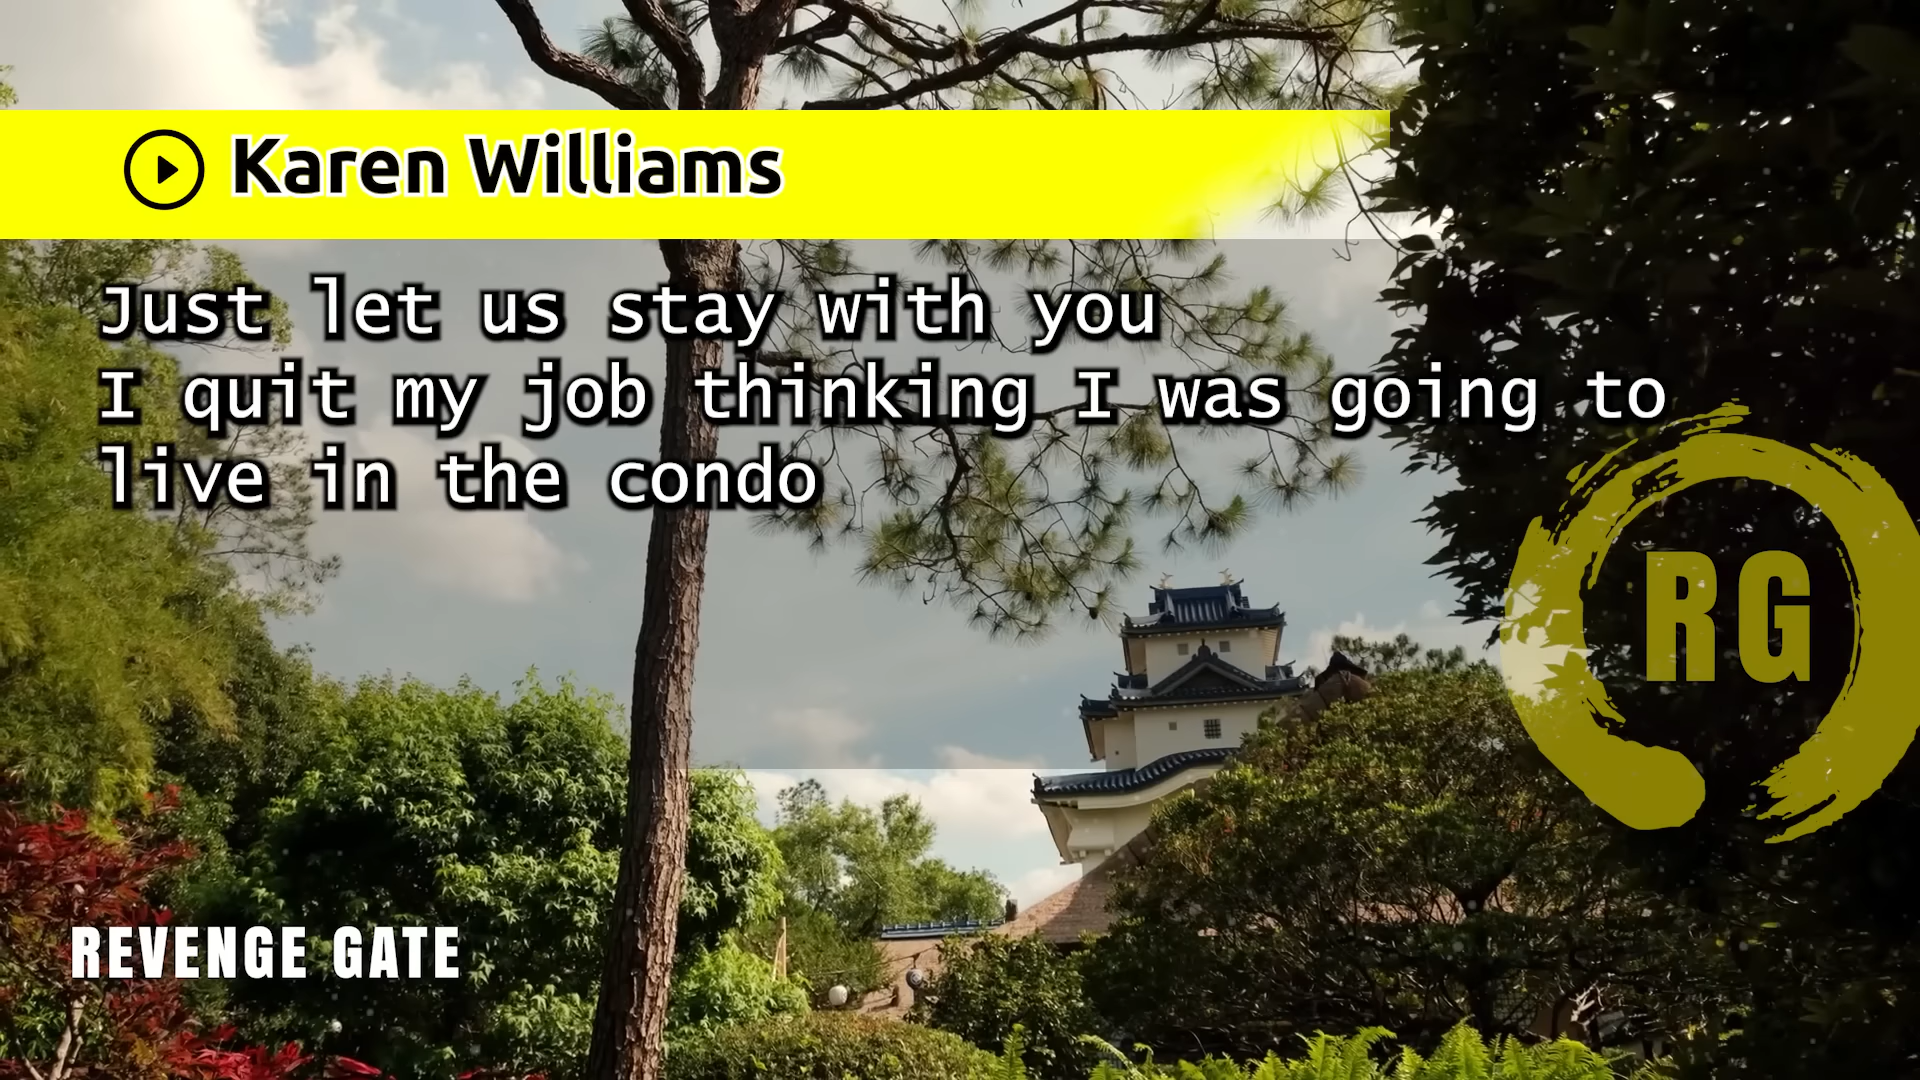 Karen Williams
Just let us stay with you
I quit my job thinking I was going to
live in the condo
RG
REVENGE GATE